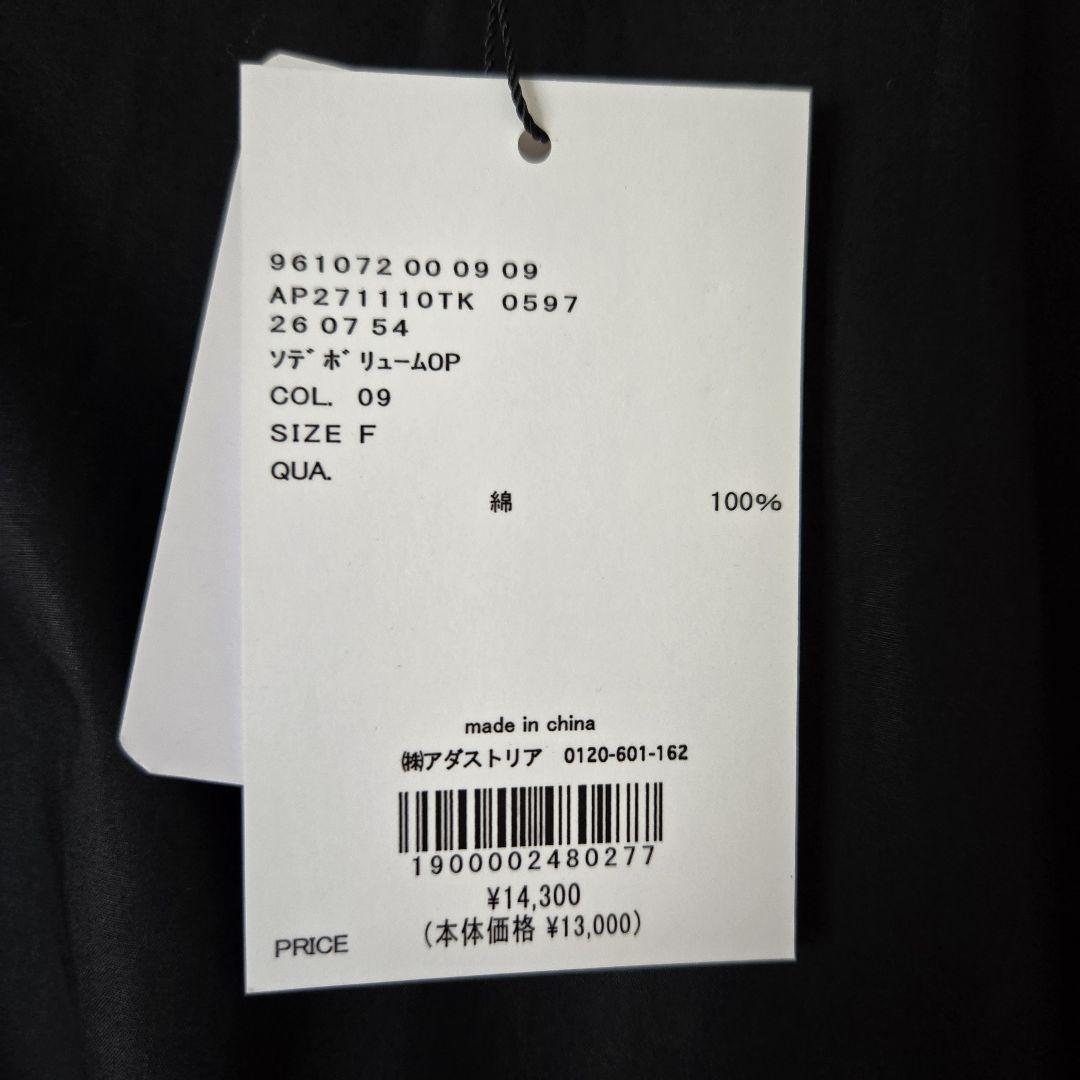 961072 00 09 09
AP271110TK 0597
26 07 54
ｿﾃﾞﾎﾞﾘｭｰﾑOP
COL. 09
SIZE F
QUA.
綿 100%
made in china
㈱アダストリア 0120-601-162
1900002480277
¥14,300
PRICE (本体価格 ¥13,000)